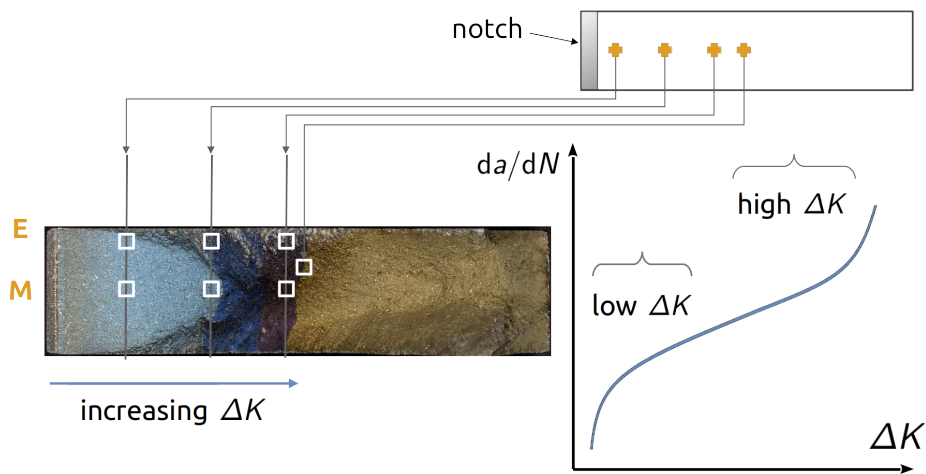 notch
da/dN
high ΔK
E
low ΔK
M
increasing ΔK
ΔK